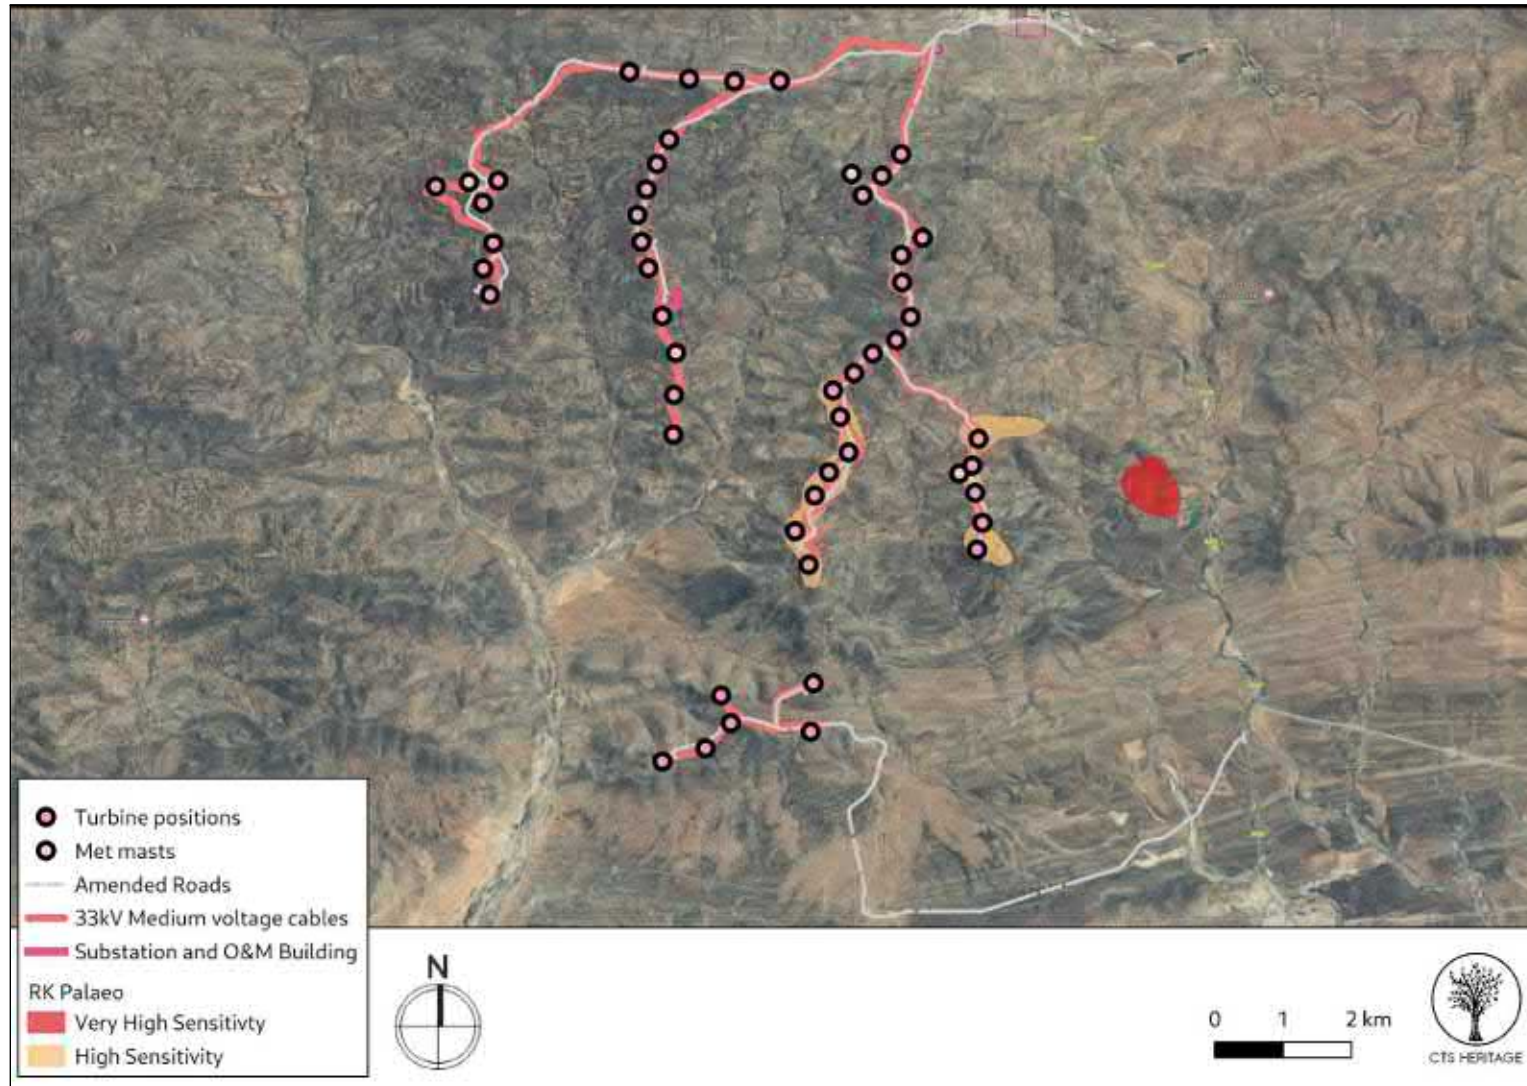 Turbine positions
Met masts
Amended Roads
33kV Medium voltage cables
Substation and O&M Building
RK Palaeo
Very High Sensitivty
High Sensitivity
N
0 1 2 km
CTS HERITAGE